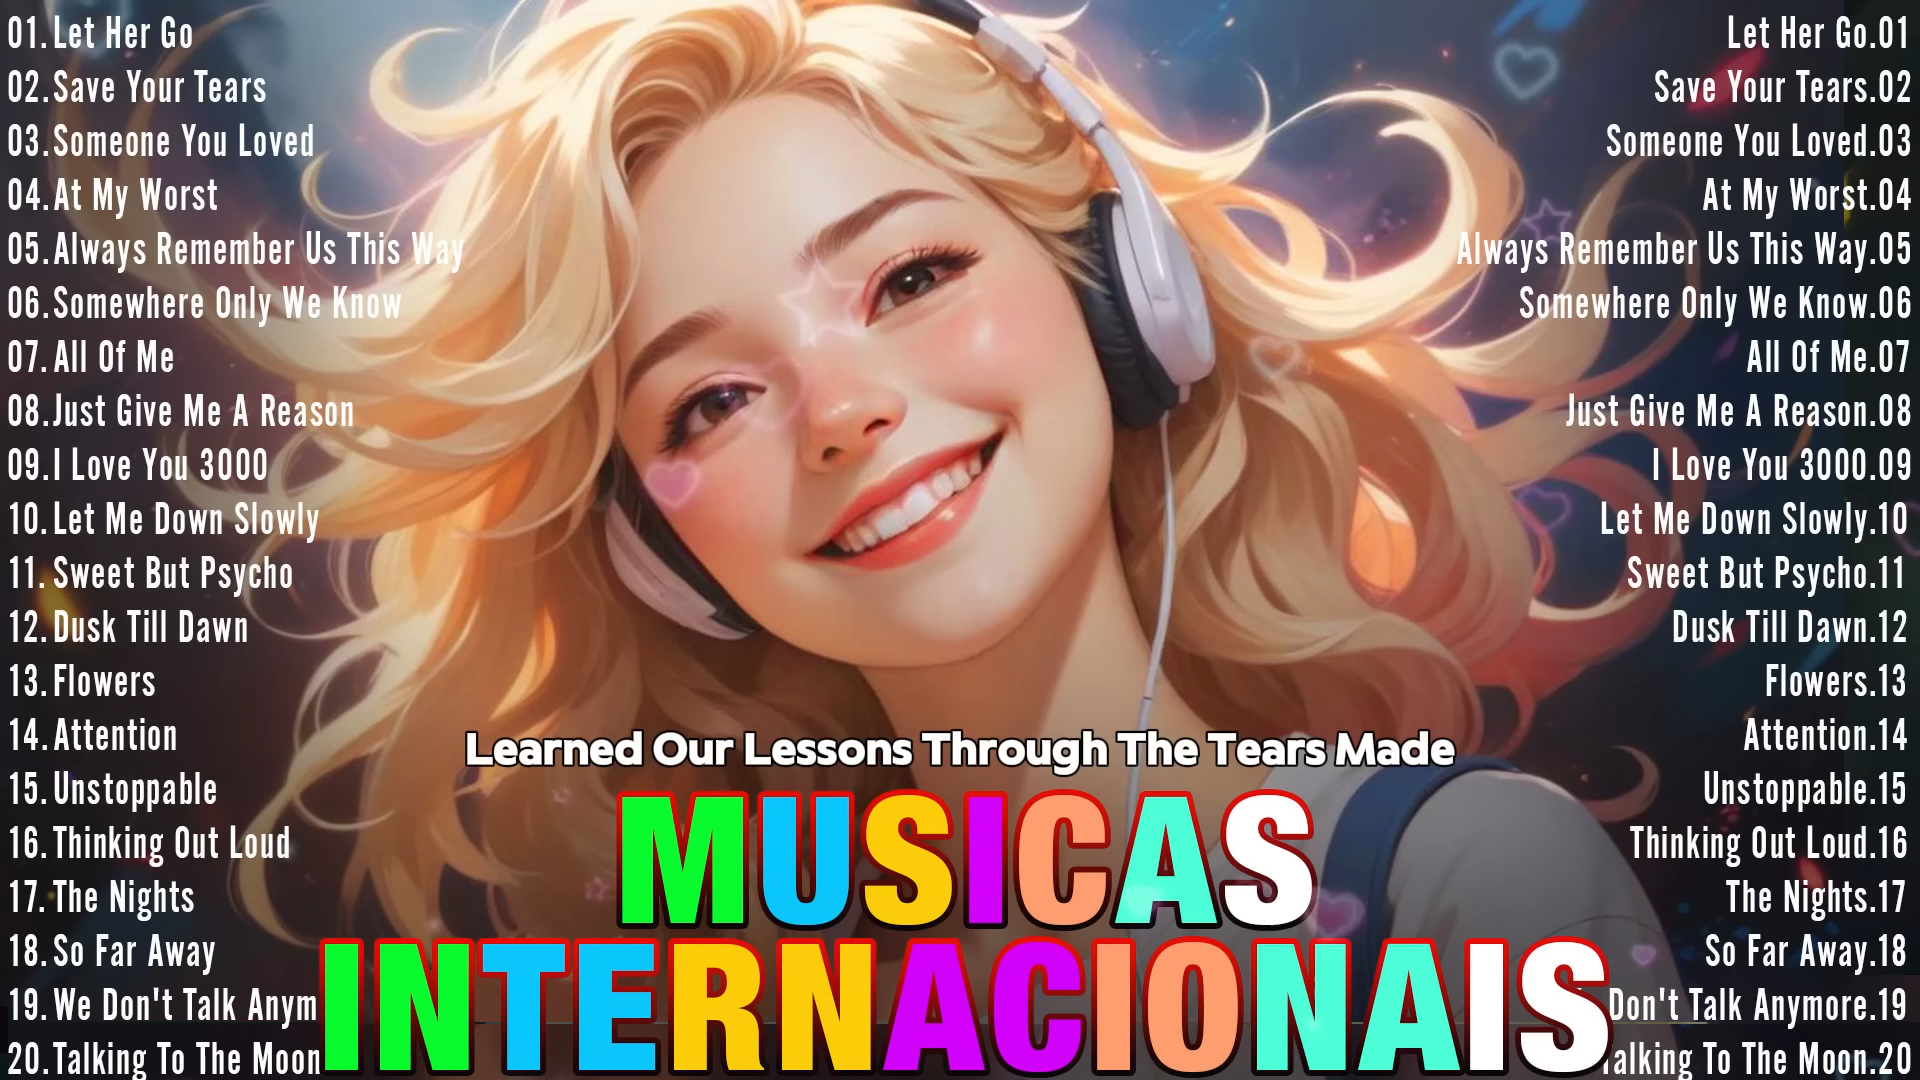 01.Let Her Go
02.Save Your Tears
03.Someone You Loved
04.At My Worst
05.Always Remember Us This Way
06.Somewhere Only We Know
07.All Of Me
08.Just Give Me A Reason
09.I Love You 3000
10.Let Me Down Slowly
11.Sweet But Psycho
12.Dusk Till Dawn
13.Flowers
14.Attention
15.Unstoppable
16.Thinking Out Loud
17.The Nights
18.So Far Away
19.We Don't Talk Anym
20.Talking To The Moon
Let Her Go.01
Save Your Tears.02
Someone You Loved.03
At My Worst.04
Always Remember Us This Way.05
Somewhere Only We Know.06
All Of Me.07
Just Give Me A Reason.08
I Love You 3000.09
Let Me Down Slowly.10
Sweet But Psycho.11
Dusk Till Dawn.12
Flowers.13
Attention.14
Unstoppable.15
Thinking Out Loud.16
The Nights.17
So Far Away.18
Don't Talk Anymore.19
alking To The Moon.20
Learned Our Lessons Through The Tears Made
MUSICAS
INTERNACIONAIS